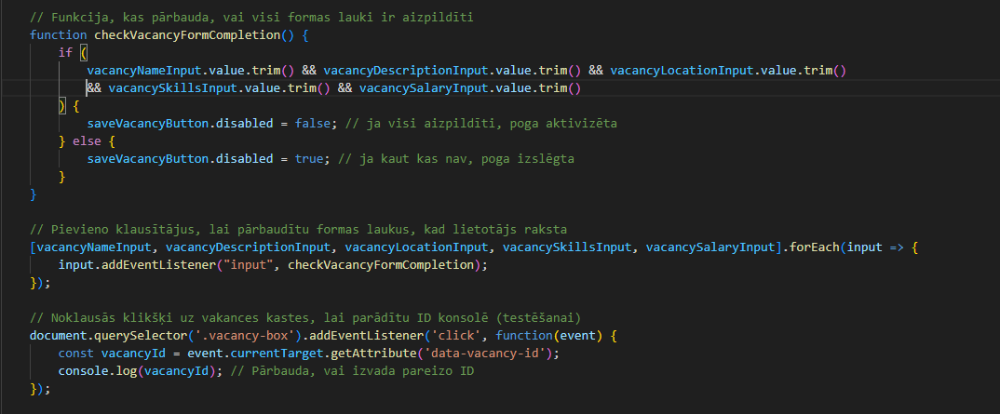 // Funkcija, kas pārbauda, vai visi formas lauki ir aizpildīti
function checkVacancyFormCompletion() {
    if (
        vacancyNameInput.value.trim() && vacancyDescriptionInput.value.trim() && vacancyLocationInput.value.trim()
        && vacancySkillsInput.value.trim() && vacancySalaryInput.value.trim()
    ) {
        saveVacancyButton.disabled = false; // ja visi aizpildīti, poga aktivizēta
    } else {
        saveVacancyButton.disabled = true; // ja kaut kas nav, poga izslēgta
    }
}
// Pievieno klausītājus, lai pārbaudītu formas laukus, kad lietotājs raksta
[vacancyNameInput, vacancyDescriptionInput, vacancyLocationInput, vacancySkillsInput, vacancySalaryInput].forEach(input => {
    input.addEventListener("input", checkVacancyFormCompletion);
});
// Noklausās klikšķi uz vakances kastes, lai parādītu ID konsolē (testēšanai)
document.querySelector('.vacancy-box').addEventListener('click', function(event) {
    const vacancyId = event.currentTarget.getAttribute('data-vacancy-id');
    console.log(vacancyId); // Pārbauda, vai izvada pareizo ID
});